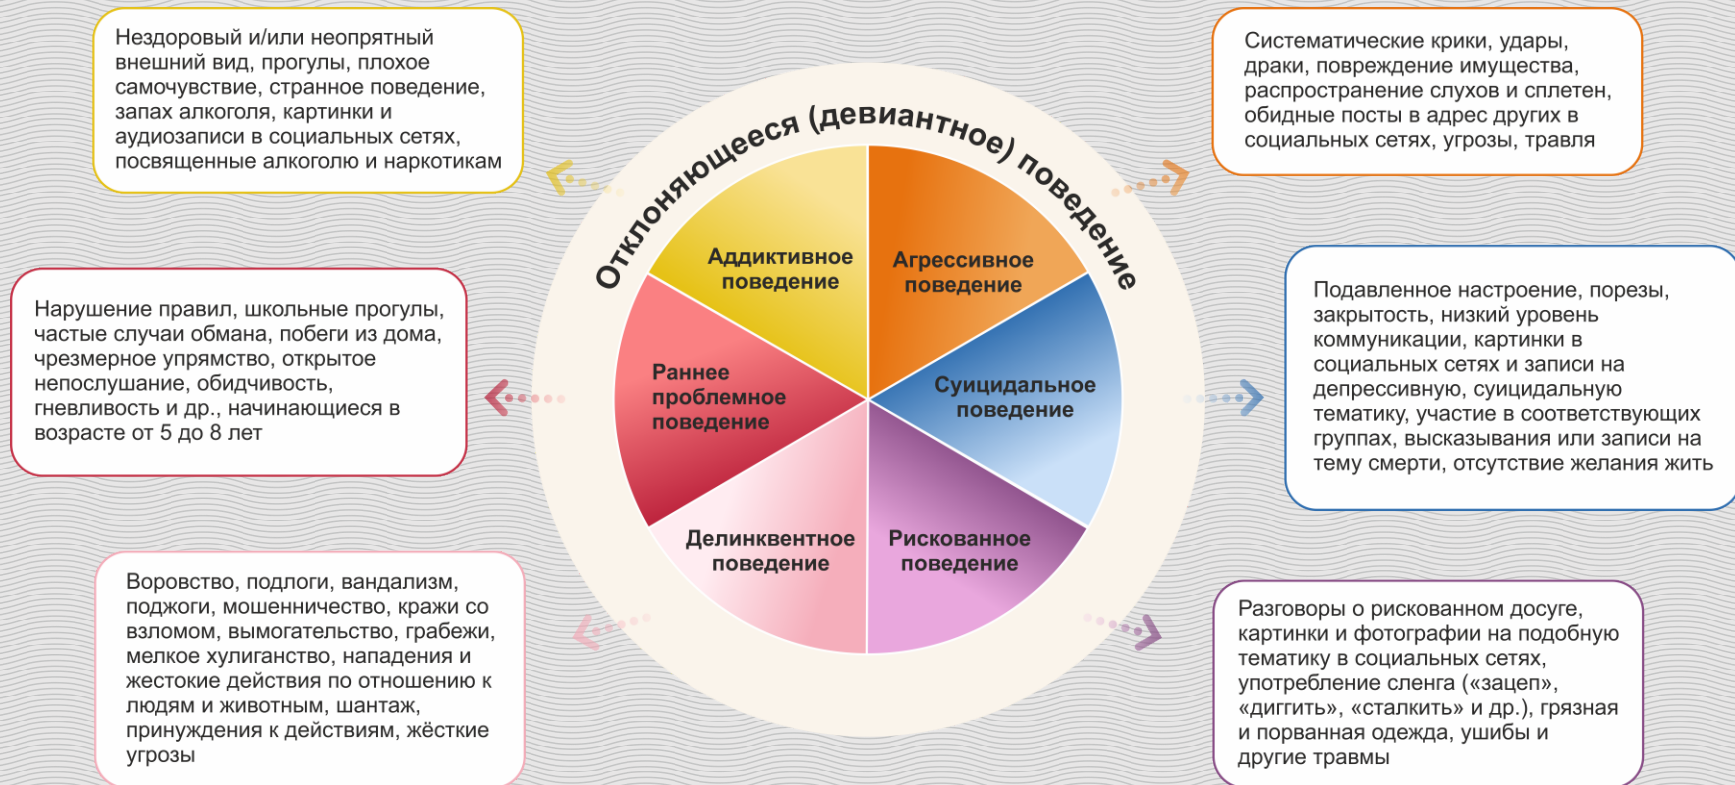 Отклоняющееся (девиантное) поведение
Нездоровый и/или неопрятный
внешний вид, прогулы, плохое
самочувствие, странное поведение,
запах алкоголя, картинки и
аудиозаписи в социальных сетях,
посвященные алкоголю и наркотикам
Систематические крики, удары,
драки, повреждение имущества,
распространение слухов и сплетен,
обидные посты в адрес других в
социальных сетях, угрозы, травля
Аддиктивное
поведение
Агрессивное
поведение
Нарушение правил, школьные прогулы,
частые случаи обмана, побеги из дома,
чрезмерное упрямство, открытое
непослушание, обидчивость,
гневливость и др., начинающиеся в
возрасте от 5 до 8 лет
Раннее
проблемное
поведение
Суицидальное
поведение
Подавленное настроение, порезы,
закрытость, низкий уровень
коммуникации, картинки в
социальных сетях и записи на
депрессивную, суицидальную
тематику, участие в соответствующих
группах, высказывания или записи на
тему смерти, отсутствие желания жить
Делинквентное
поведение
Рискованное
поведение
Воровство, подлоги, вандализм,
поджоги, мошенничество, кражи со
взломом, вымогательство, грабежи,
мелкое хулиганство, нападения и
жестокие действия по отношению к
людям и животным, шантаж,
принуждения к действиям, жёсткие
угрозы
Разговоры о рискованном досуге,
картинки и фотографии на подобную
тематику в социальных сетях,
употребление сленга («зацеп»,
«диггить», «сталкить» и др.), грязная
и порванная одежда, ушибы и
другие травмы